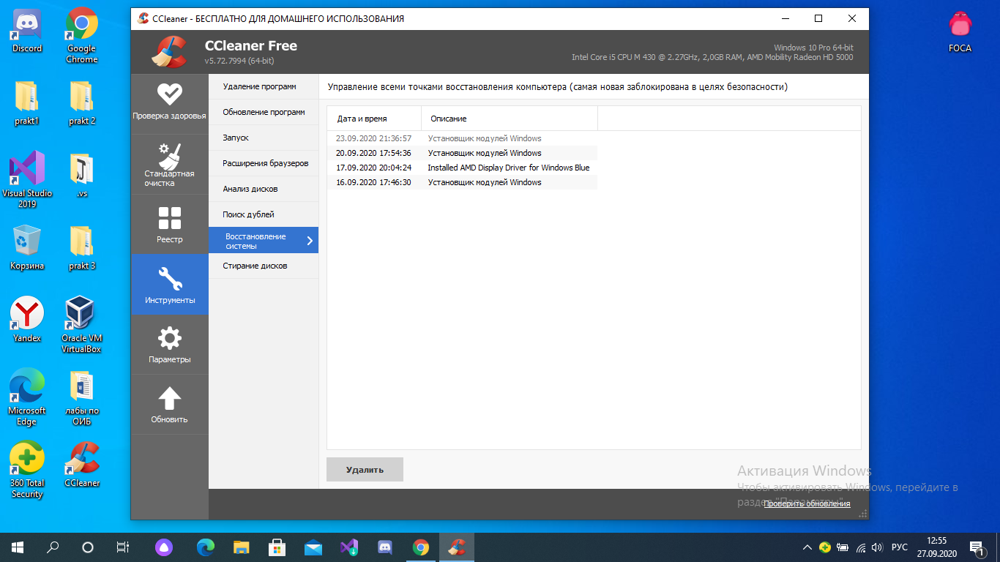 CCleaner - БЕСПЛАТНО ДЛЯ ДОМАШНЕГО ИСПОЛЬЗОВАНИЯ
CCleaner Free
v5.72.7994 (64-bit)
Windows 10 Pro 64-bit
Intel Core i5 CPU M 430 @ 2.27GHz, 2,0GB RAM, AMD Mobility Radeon HD 5000
Discord
Google
Chrome
prakt1
prakt 2
Visual Studio
2019
.vs
Корзина
prakt 3
Yandex
Oracle VM
VirtualBox
Microsoft
Edge
лабы по
ОИБ
360 Total
Security
CCleaner
FOCA
Проверка здоровья
Стандартная
очистка
Реестр
Инструменты
Параметры
Обновить
Удаление программ
Обновление программ
Запуск
Расширения браузеров
Анализ дисков
Поиск дублей
Восстановление
системы
Стирание дисков
Управление всеми точками восстановления компьютера (самая новая заблокирована в целях безопасности)
Дата и время Описание
23.09.2020 21:36:57 Установщик модулей Windows
20.09.2020 17:54:36 Установщик модулей Windows
17.09.2020 20:04:24 Installed AMD Display Driver for Windows Blue
16.09.2020 17:46:30 Установщик модулей Windows
Удалить
Активация Windows
Чтобы активировать Windows, перейдите в
раздел "Параметры".
Проверить обновления
РУС
12:55
27.09.2020
1